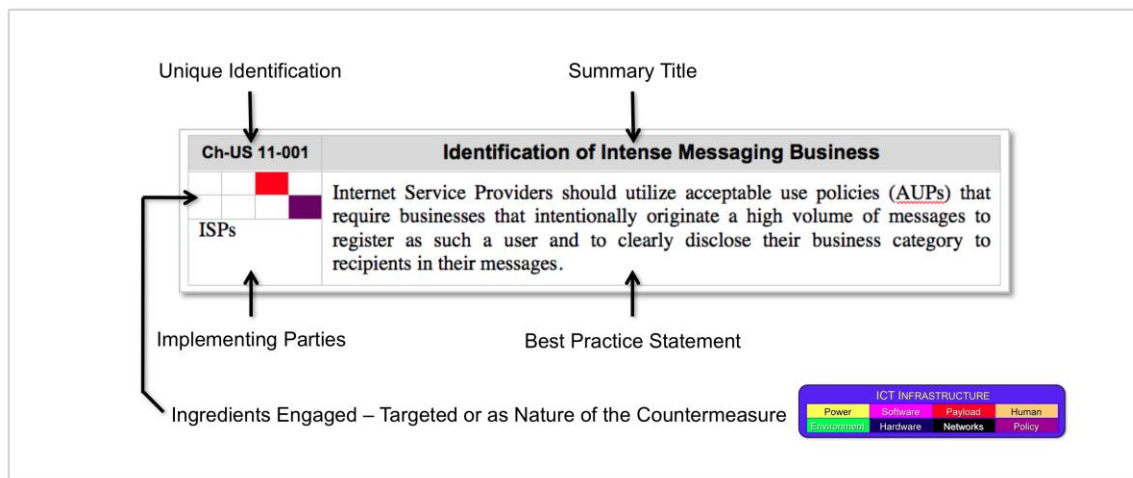 Unique Identification
Summary Title
Ch-US 11-001
Identification of Intense Messaging Business
Internet Service Providers should utilize acceptable use policies (AUPs) that
require businesses that intentionally originate a high volume of messages to
register as such a user and to clearly disclose their business category to
recipients in their messages.
ISPs
Implementing Parties
Best Practice Statement
Ingredients Engaged – Targeted or as Nature of the Countermeasure
ICT INFRASTRUCTURE
Power Software Payload Human
Environment Hardware Networks Policy